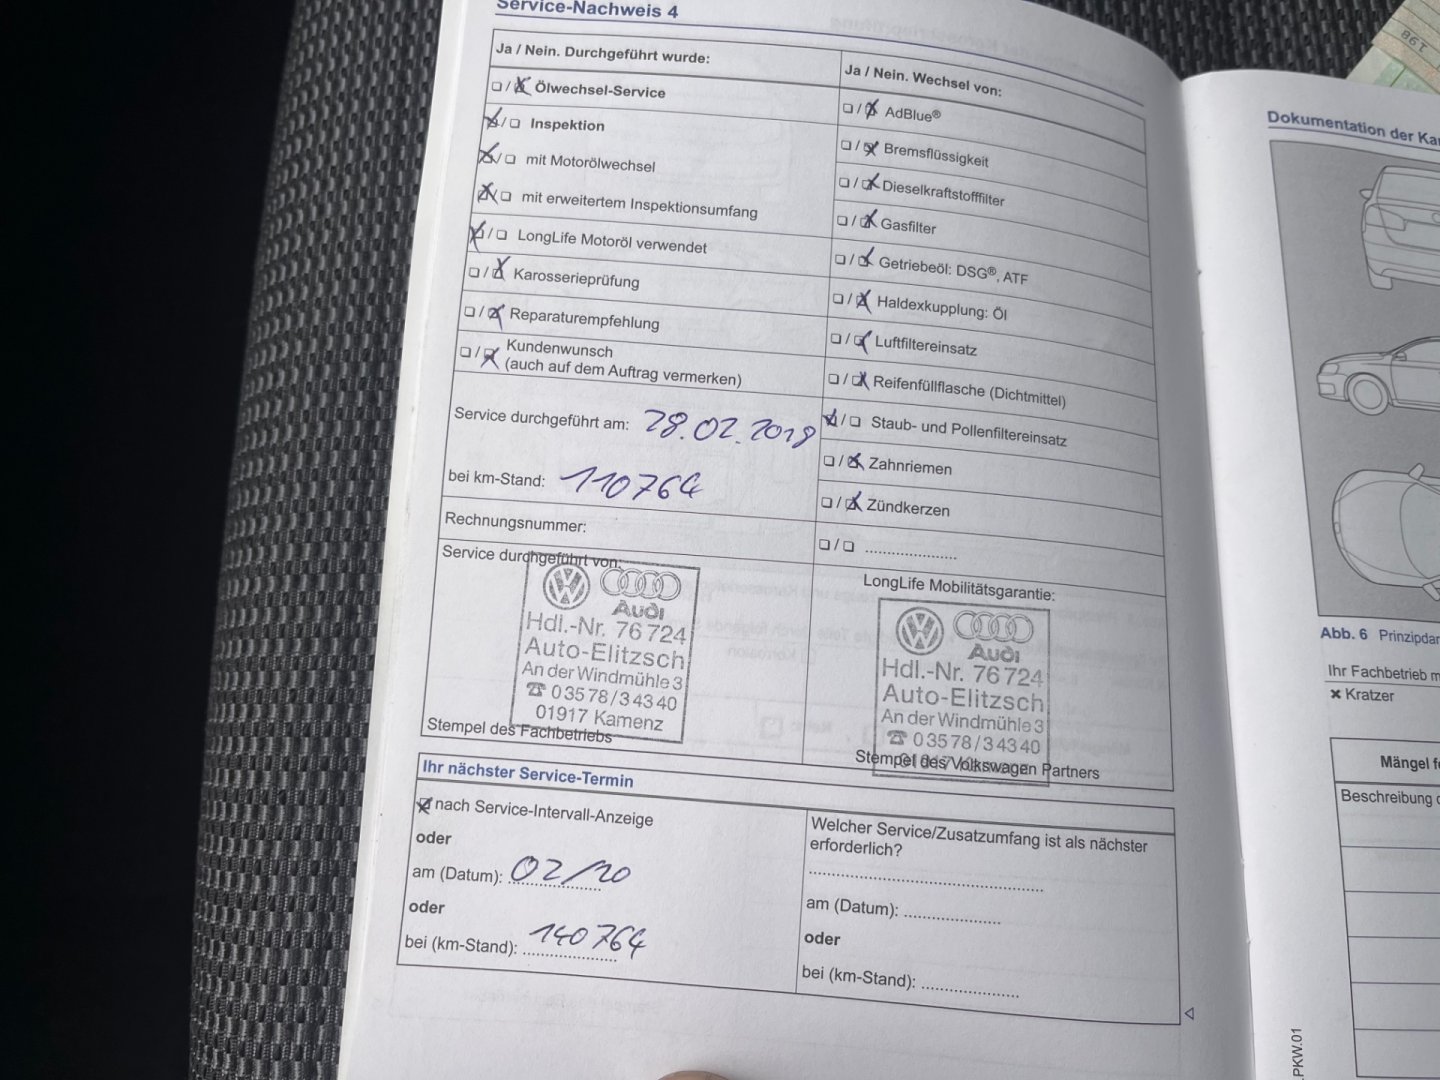 Service-Nachweis 4
Ja / Nein. Durchgeführt wurde:
Ölwechsel-Service
Inspektion
mit Motorölwechsel
mit erweitertem Inspektionsumfang
LongLife Motoröl verwendet
Karosserieprüfung
Reparaturempfehlung
Kundenwunsch
(auch auf dem Auftrag vermerken)
Service durchgeführt am: 28.02.2018
bei km-Stand: 110764
Rechnungsnummer:
Service durchgeführt von:
Audi
Hdl.-Nr. 76 724
Auto-Elitzsch
An der Windmühle 3
☎ 03578/34340
01917 Kamenz
Stempel des Fachbetriebs
Ja / Nein. Wechsel von:
AdBlue®
Bremsflüssigkeit
Dieselkraftstofffilter
Gasfilter
Getriebeöl: DSG®, ATF
Haldexkupplung: Öl
Luftfiltereinsatz
Reifenfüllflasche (Dichtmittel)
Staub- und Pollenfiltereinsatz
Zahnriemen
Zündkerzen
LongLife Mobilitätsgarantie:
Audi
Hdl.-Nr. 76 724
Auto-Elitzsch
An der Windmühle 3
☎ 03578/34340
Stempel des Volkswagen Partners
Ihr nächster Service-Termin
nach Service-Intervall-Anzeige
oder
am (Datum): 02/20
oder
bei (km-Stand): 140764
Welcher Service/Zusatzumfang ist als nächster
erforderlich?
am (Datum):
oder
bei (km-Stand):
Dokumentation der
Abb. 6
Ihr Fachbetrieb
× Kratzer
Mängel
Beschreibung
PKW.01